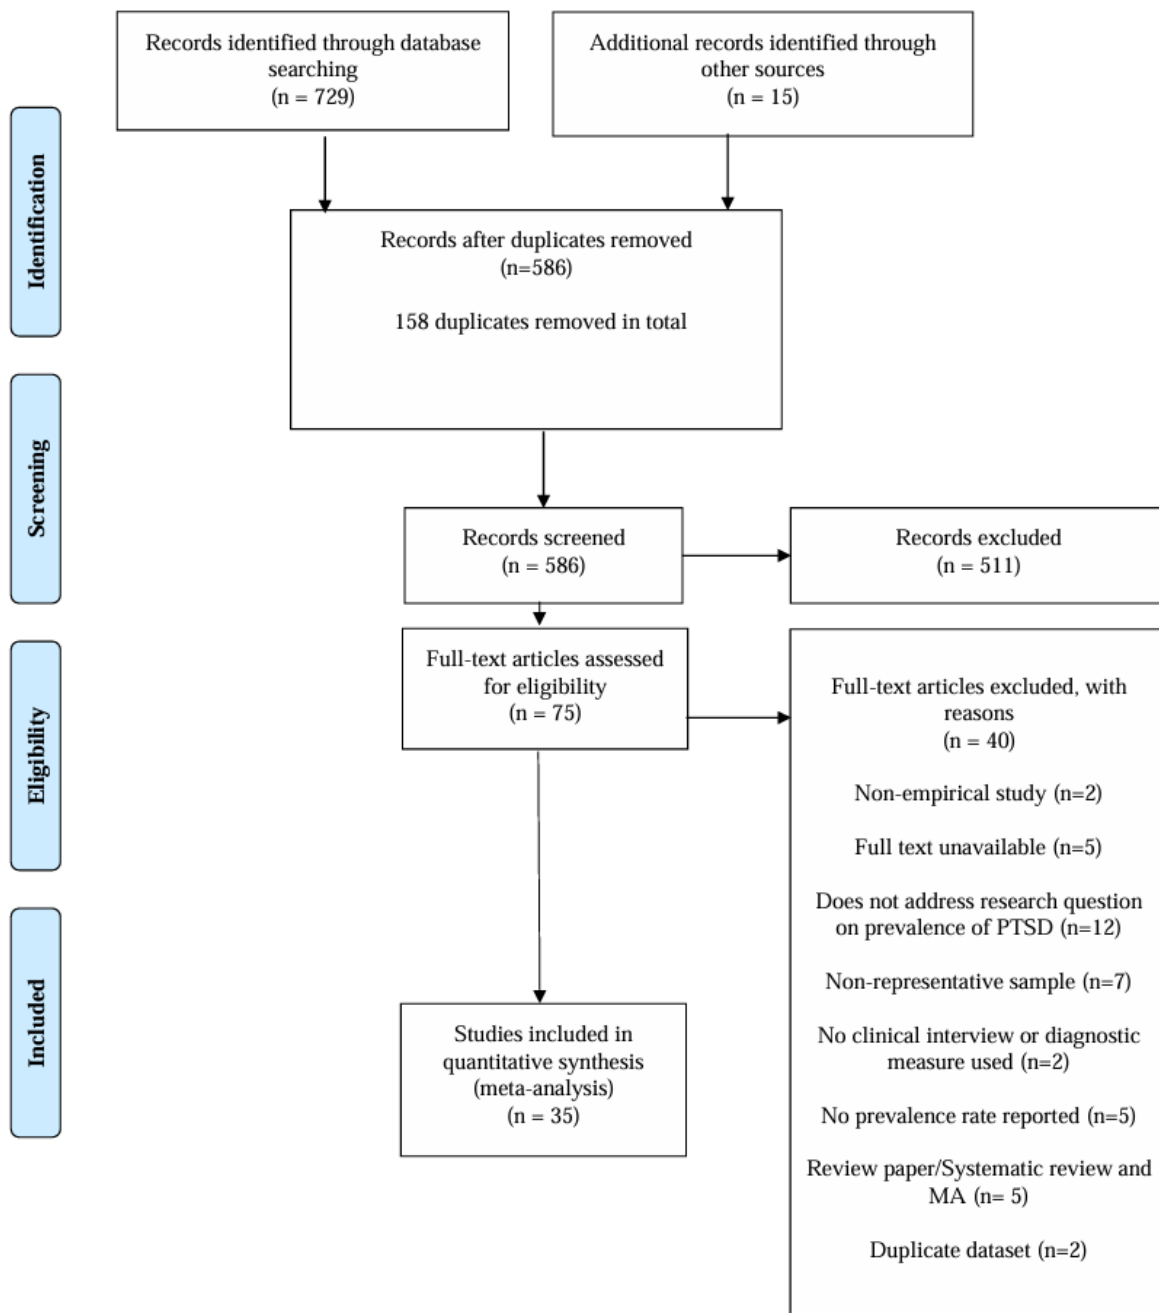 Records identified through database
searching
(n = 729)
Additional records identified through
other sources
(n = 15)
Identification
Records after duplicates removed
(n=586)
158 duplicates removed in total
Screening
Records screened
(n = 586)
Records excluded
(n = 511)
Eligibility
Full-text articles assessed
for eligibility
(n = 75)
Full-text articles excluded, with
reasons
(n = 40)
Non-empirical study (n=2)
Full text unavailable (n=5)
Does not address research question
on prevalence of PTSD (n=12)
Non-representative sample (n=7)
No clinical interview or diagnostic
measure used (n=2)
No prevalence rate reported (n=5)
Review paper/Systematic review and
MA (n= 5)
Duplicate dataset (n=2)
Included
Studies included in
quantitative synthesis
(meta-analysis)
(n = 35)